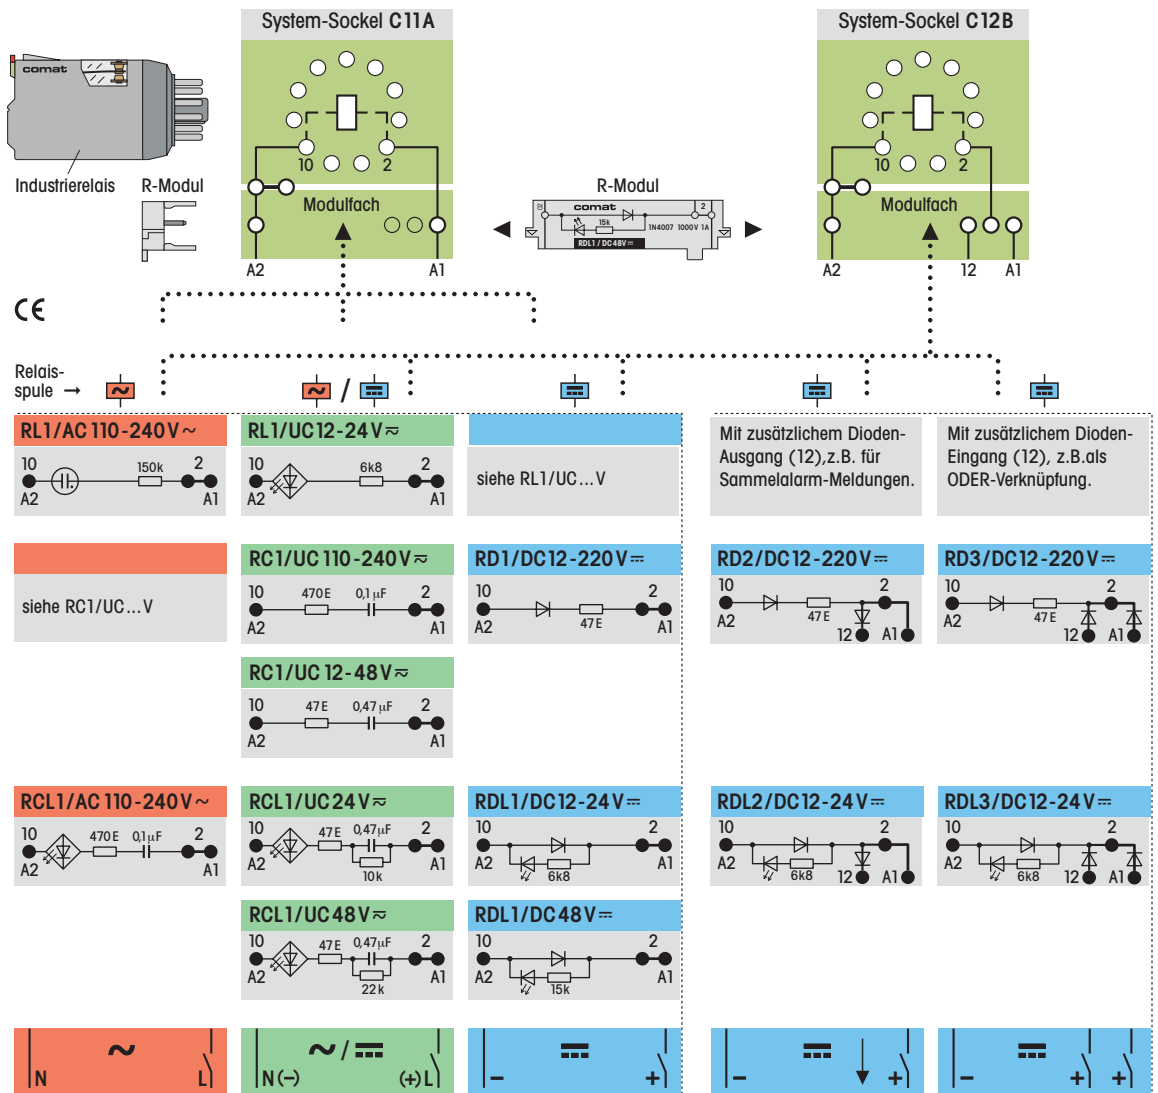 System-Sockel C11A
System-Sockel C12B
comat
Industrierelais
R-Modul
10
2
Modulfach
A2
A1
R-Modul
comat
2
15k
1N4007 1000V 1A
RDL1/DC48V⎓
10
2
Modulfach
A2
12
A1
CE
Relais-
spule →
~
~ / ⎓
⎓
⎓
⎓
RL1/AC 110-240V~
10
150k
2
A2
A1
RL1/UC12-24V≂
10
6k8
2
A2
A1
siehe RL1/UC...V
Mit zusätzlichem Dioden-
Ausgang (12),z.B. für
Sammelalarm-Meldungen.
Mit zusätzlichem Dioden-
Eingang (12), z.B.als
ODER-Verknüpfung.
siehe RC1/UC...V
RC1/UC 110-240V≂
10
470E
0,1µF
2
A2
A1
RD1/DC12-220V⎓
10
2
A2
47E
A1
RD2/DC12-220V⎓
10
2
A2
47E
12
A1
RD3/DC12-220V⎓
10
2
A2
47E
12
A1
RC1/UC 12-48V≂
10
47E
0,47µF
2
A2
A1
RCL1/AC 110-240V~
10
470E
0,1µF
2
A2
A1
RCL1/UC24V≂
10
47E
0,47µF
2
A2
10k
A1
RDL1/DC12-24V⎓
10
2
A2
6k8
A1
RDL2/DC12-24V⎓
10
2
A2
6k8
12
A1
RDL3/DC12-24V⎓
10
2
A2
6k8
12
A1
RCL1/UC48V≂
10
47E
0,47µF
2
A2
22k
A1
RDL1/DC48V⎓
10
2
A2
15k
A1
~
N
L
~/⎓
N(–)
(+)L
⎓
–
+
⎓
–
+
⎓
–
+
+